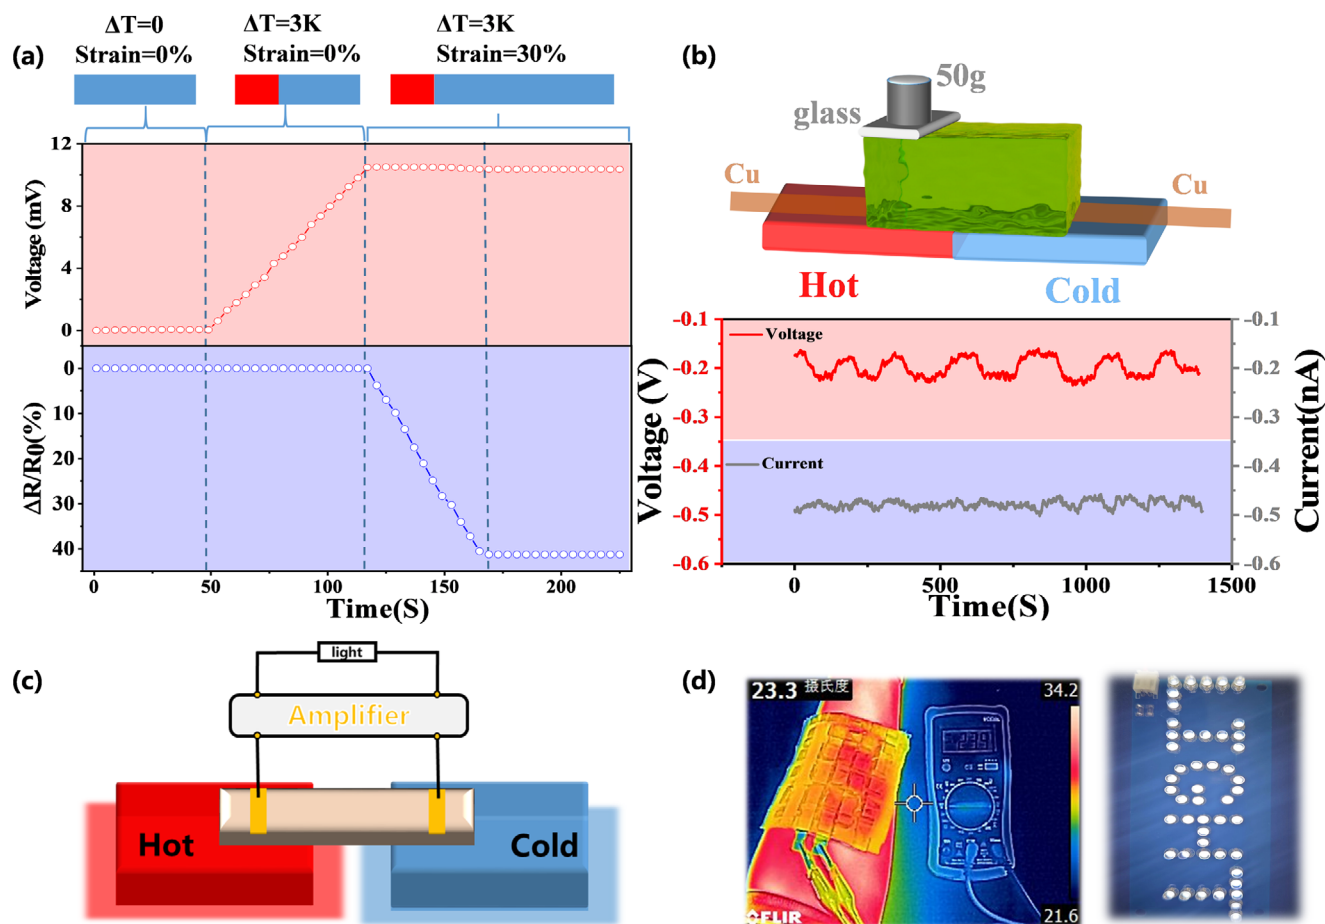 (a)
ΔT=0
Strain=0%
ΔT=3K
Strain=0%
ΔT=3K
Strain=30%
12
8
4
0
Voltage (mV)
0
10
20
30
40
ΔR/R0(%)
0
50
100
150
200
Time(S)
(b)
50g
glass
Cu
Cu
Hot
Cold
-0.1
-0.2
-0.3
-0.4
-0.5
-0.6
Voltage (V)
Voltage
Current
-0.1
-0.2
-0.3
-0.4
-0.5
-0.6
Current(nA)
0
500
1000
1500
Time(S)
(c)
light
Amplifier
Hot
Cold
(d)
23.3 摄氏度
34.2
21.6
FLIR
LIGHT